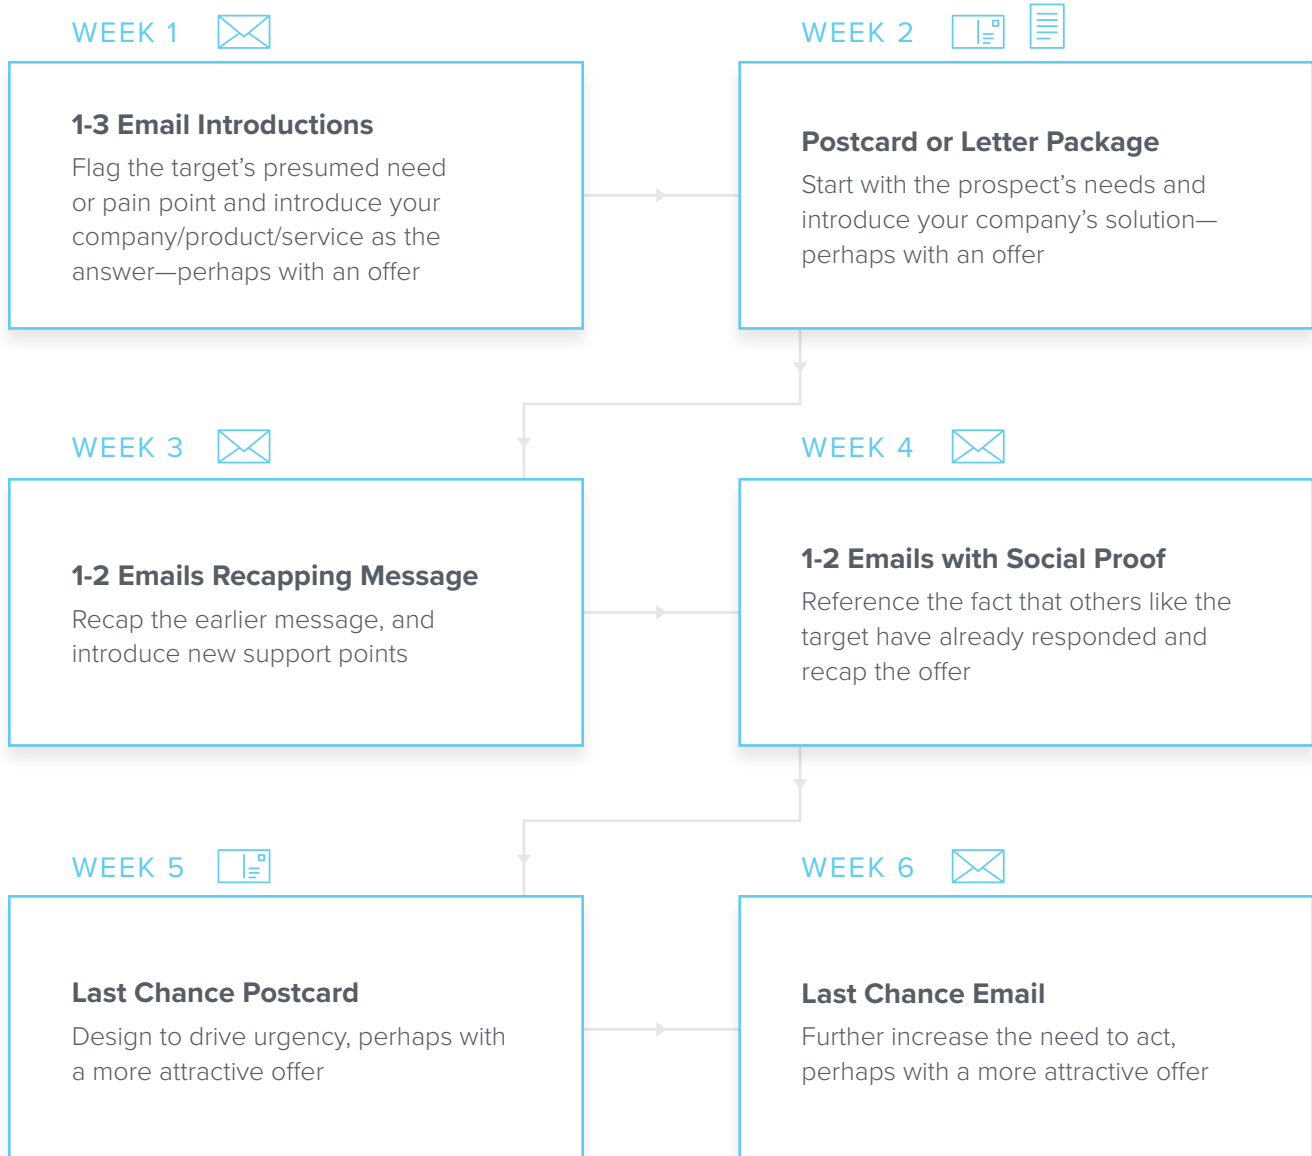 WEEK 1
1-3 Email Introductions
Flag the target’s presumed need
or pain point and introduce your
company/product/service as the
answer—perhaps with an offer
WEEK 2
Postcard or Letter Package
Start with the prospect’s needs and
introduce your company’s solution—
perhaps with an offer
WEEK 3
1-2 Emails Recapping Message
Recap the earlier message, and
introduce new support points
WEEK 4
1-2 Emails with Social Proof
Reference the fact that others like the
target have already responded and
recap the offer
WEEK 5
Last Chance Postcard
Design to drive urgency, perhaps with
a more attractive offer
WEEK 6
Last Chance Email
Further increase the need to act,
perhaps with a more attractive offer